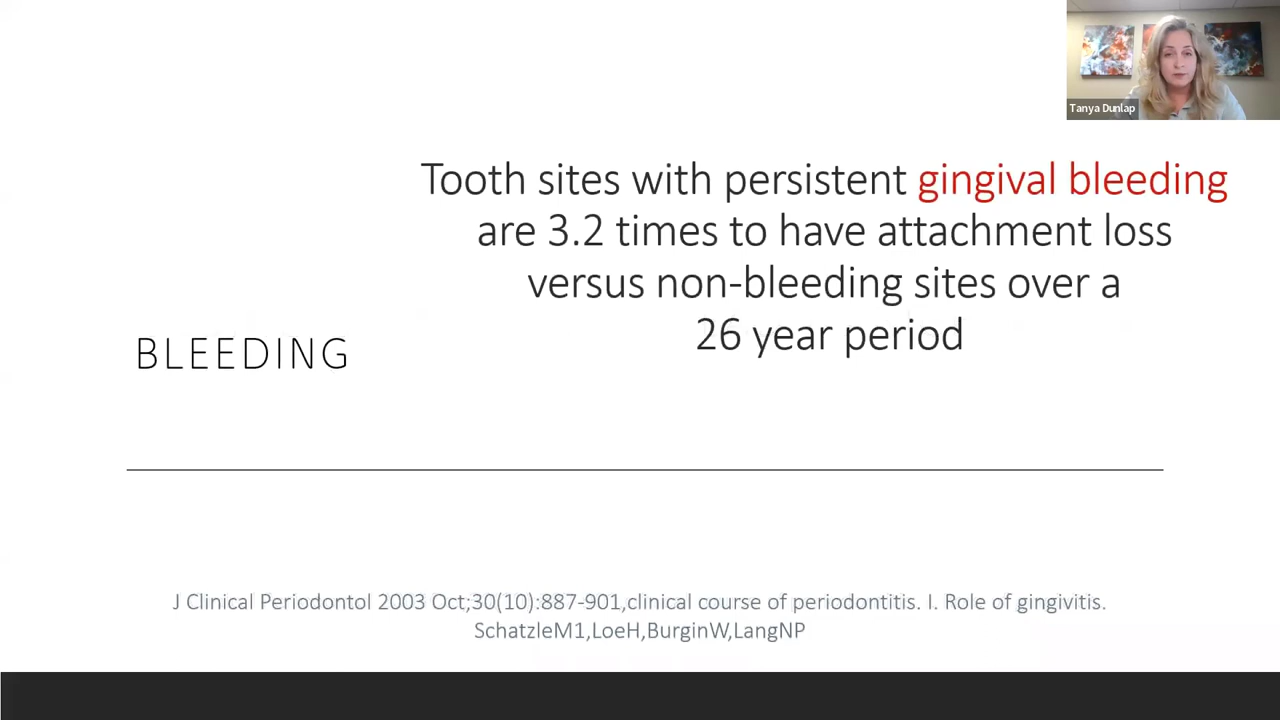 Tanya Dunlap
Tooth sites with persistent gingival bleeding
are 3.2 times to have attachment loss
versus non-bleeding sites over a
26 year period
BLEEDING
J Clinical Periodontol 2003 Oct;30(10):887-901,clinical course of periodontitis. I. Role of gingivitis.
SchatzleM1,LoeH,BurginW,LangNP